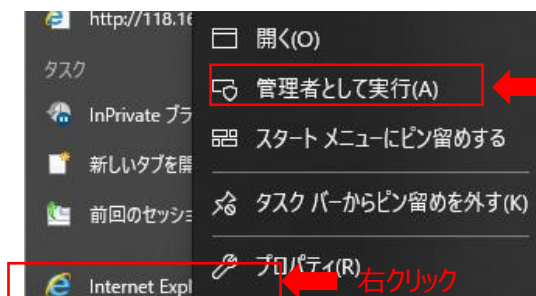 http://118.16
タスク
InPrivate ブラ
新しいタブを開
前回のセッショ
Internet Expl
開く(O)
管理者として実行(A)
スタート メニューにピン留めする
タスク バーからピン留めを外す(K)
プロパティ(R)
右クリック